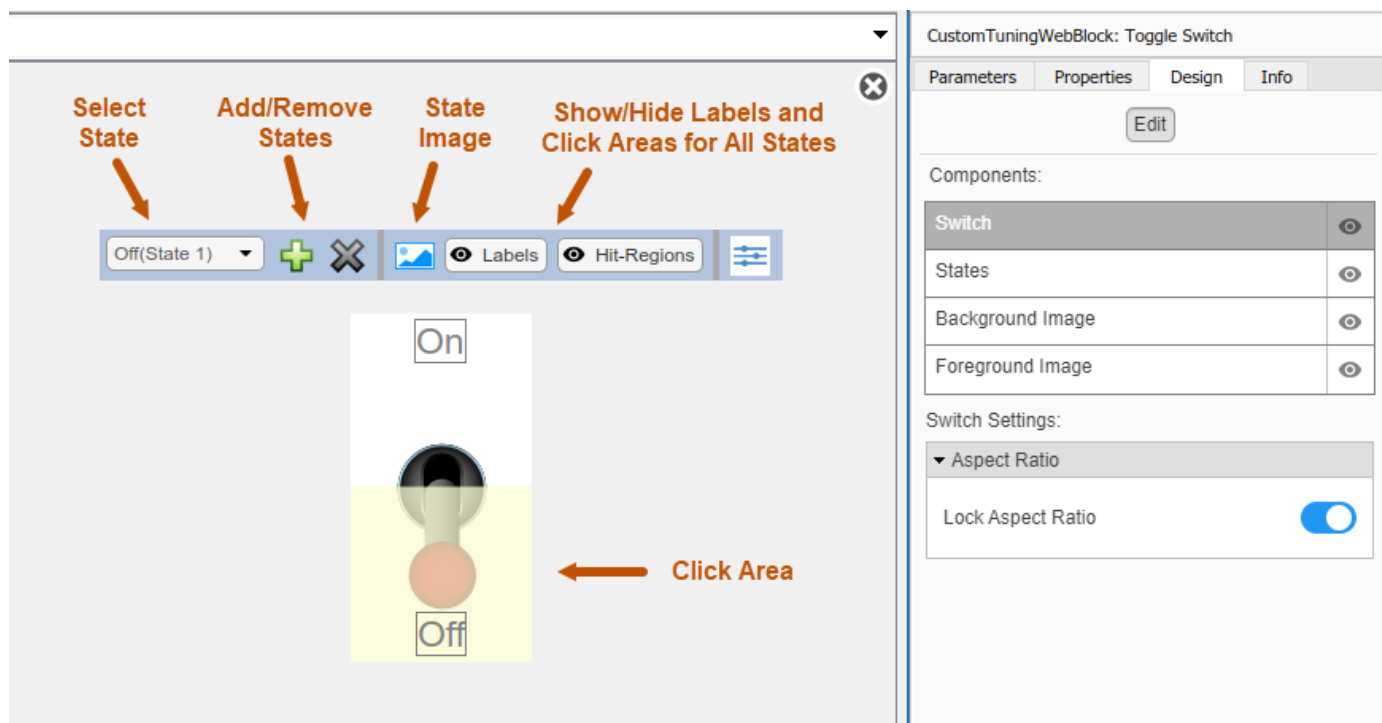 Select
State
Add/Remove
States
State
Image
Show/Hide Labels and
Click Areas for All States
Off(State 1)
Labels
Hit-Regions
On
Click Area
Off
CustomTuningWebBlock: Toggle Switch
Parameters Properties Design Info
Edit
Components:
Switch
States
Background Image
Foreground Image
Switch Settings:
Aspect Ratio
Lock Aspect Ratio